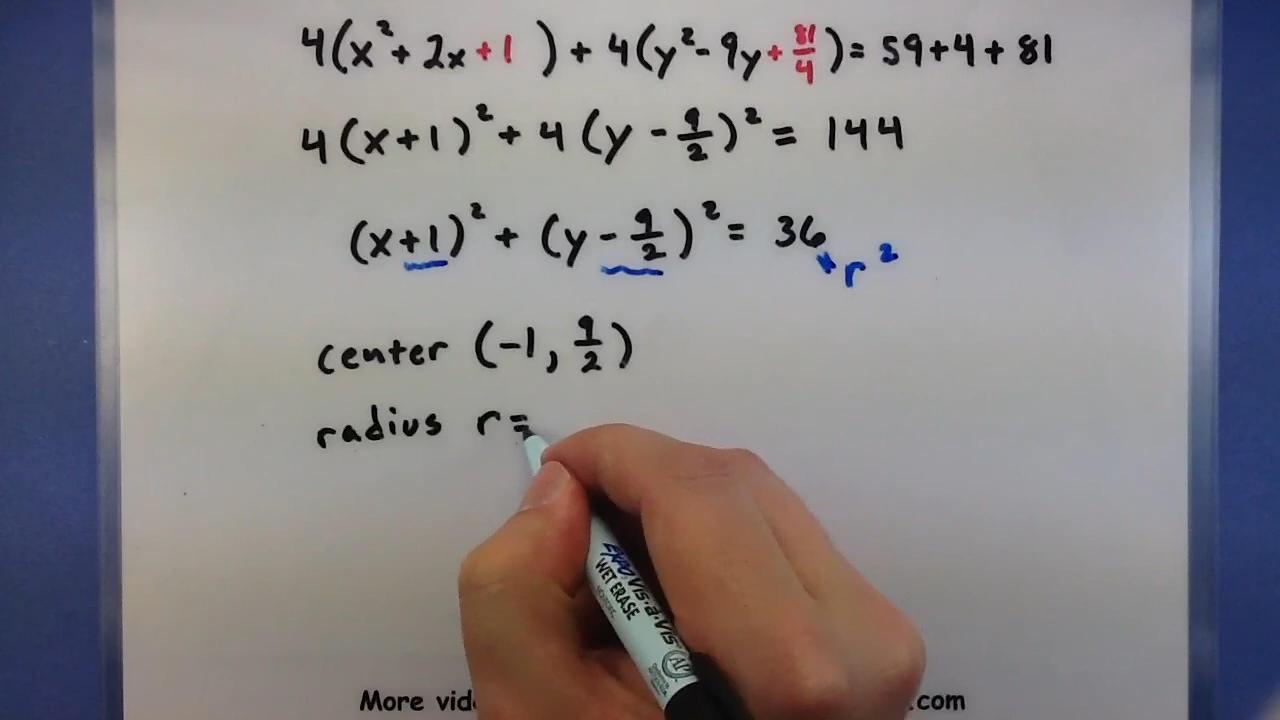 4(x²+2x+1 )+4(y²-9y+81/4)=59+4+81
4(x+1)²+4(y-9/2)²=144
(x+1)²+(y-9/2)²=36
r²
center (-1, 9/2)
radius r=
EXPO VIS-À-VIS
WET ERASE
AP
More .com